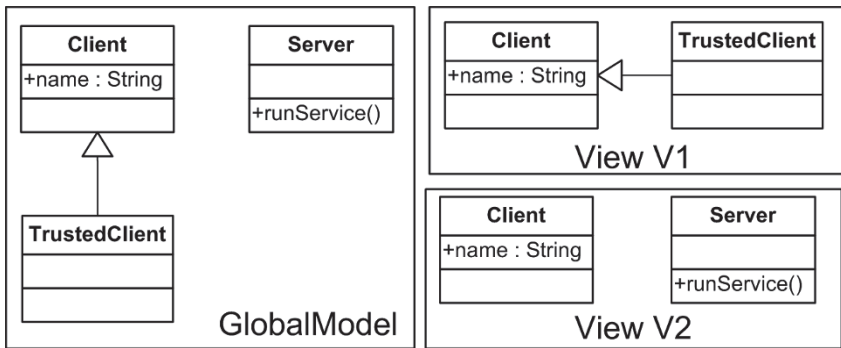 Client
+name : String
Server
+runService()
TrustedClient
GlobalModel
Client
+name : String
TrustedClient
View V1
Client
+name : String
Server
+runService()
View V2